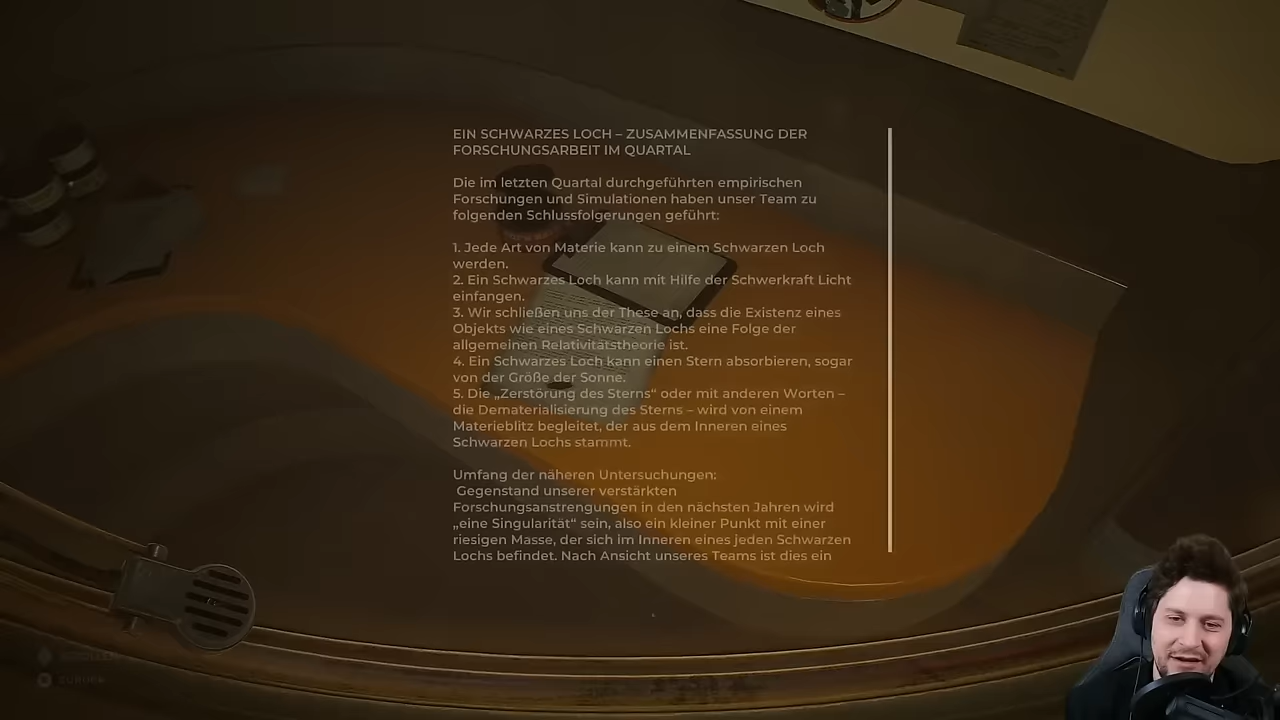 EIN SCHWARZES LOCH – ZUSAMMENFASSUNG DER
FORSCHUNGSARBEIT IM QUARTAL
Die im letzten Quartal durchgeführten empirischen
Forschungen und Simulationen haben unser Team zu
folgenden Schlussfolgerungen geführt:
1. Jede Art von Materie kann zu einem Schwarzen Loch
werden.
2. Ein Schwarzes Loch kann mit Hilfe der Schwerkraft Licht
einfangen.
3. Wir schließen uns der These an, dass die Existenz eines
Objekts wie eines Schwarzen Lochs eine Folge der
allgemeinen Relativitätstheorie ist.
4. Ein Schwarzes Loch kann einen Stern absorbieren, sogar
von der Größe der Sonne.
5. Die „Zerstörung des Sterns“ oder mit anderen Worten –
die Dematerialisierung des Sterns – wird von einem
Materieblitz begleitet, der aus dem Inneren eines
Schwarzen Lochs stammt.
Umfang der näheren Untersuchungen:
Gegenstand unserer verstärkten
Forschungsanstrengungen in den nächsten Jahren wird
„eine Singularität“ sein, also ein kleiner Punkt mit einer
riesigen Masse, der sich im Inneren eines jeden Schwarzen
Lochs befindet. Nach Ansicht unseres Teams ist dies ein